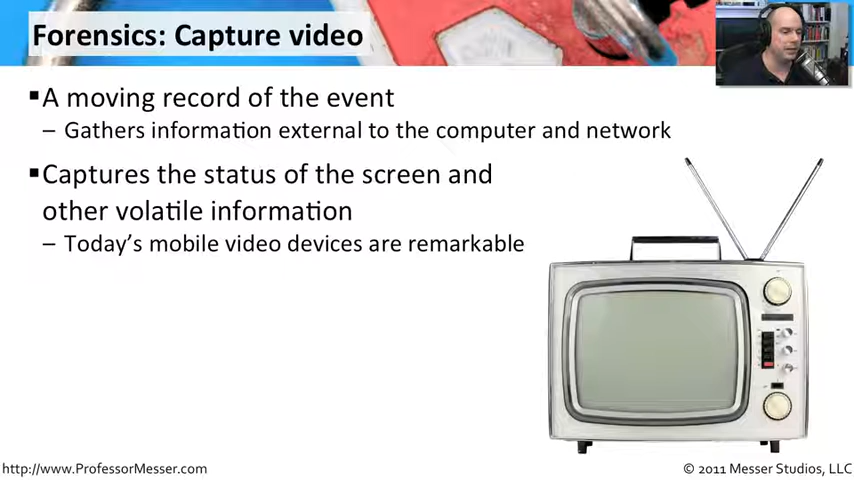 Forensics: Capture video
▪A moving record of the event
– Gathers information external to the computer and network
▪Captures the status of the screen and
other volatile information
– Today's mobile video devices are remarkable
http://www.ProfessorMesser.com
© 2011 Messer Studios, LLC